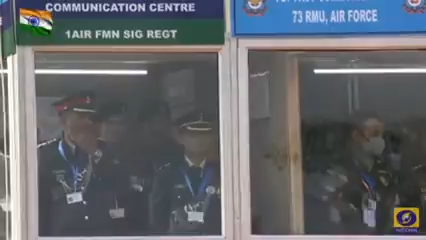 COMMUNICATION CENTRE
1AIR FMN SIG REGT
73 RMU, AIR FORCE